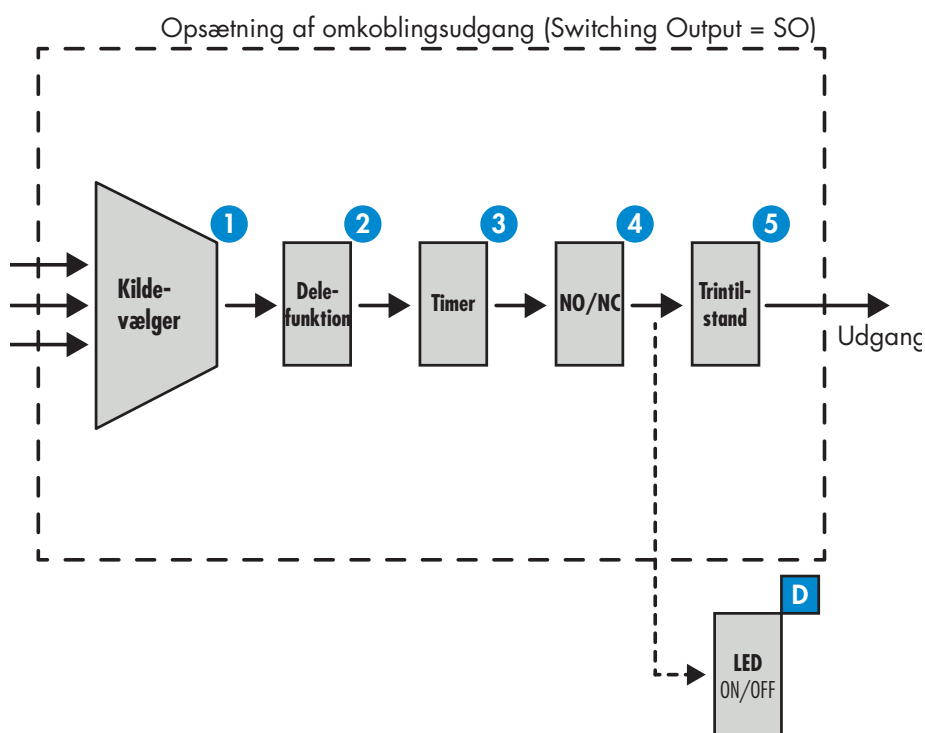 Opsætning af omkoblingsudgang (Switching Output = SO)
1
2
3
4
5
Kilde-
vælger
Dele-
funktion
Timer
NO/NC
Trintil-
stand
Udgang
D
LED
ON/OFF